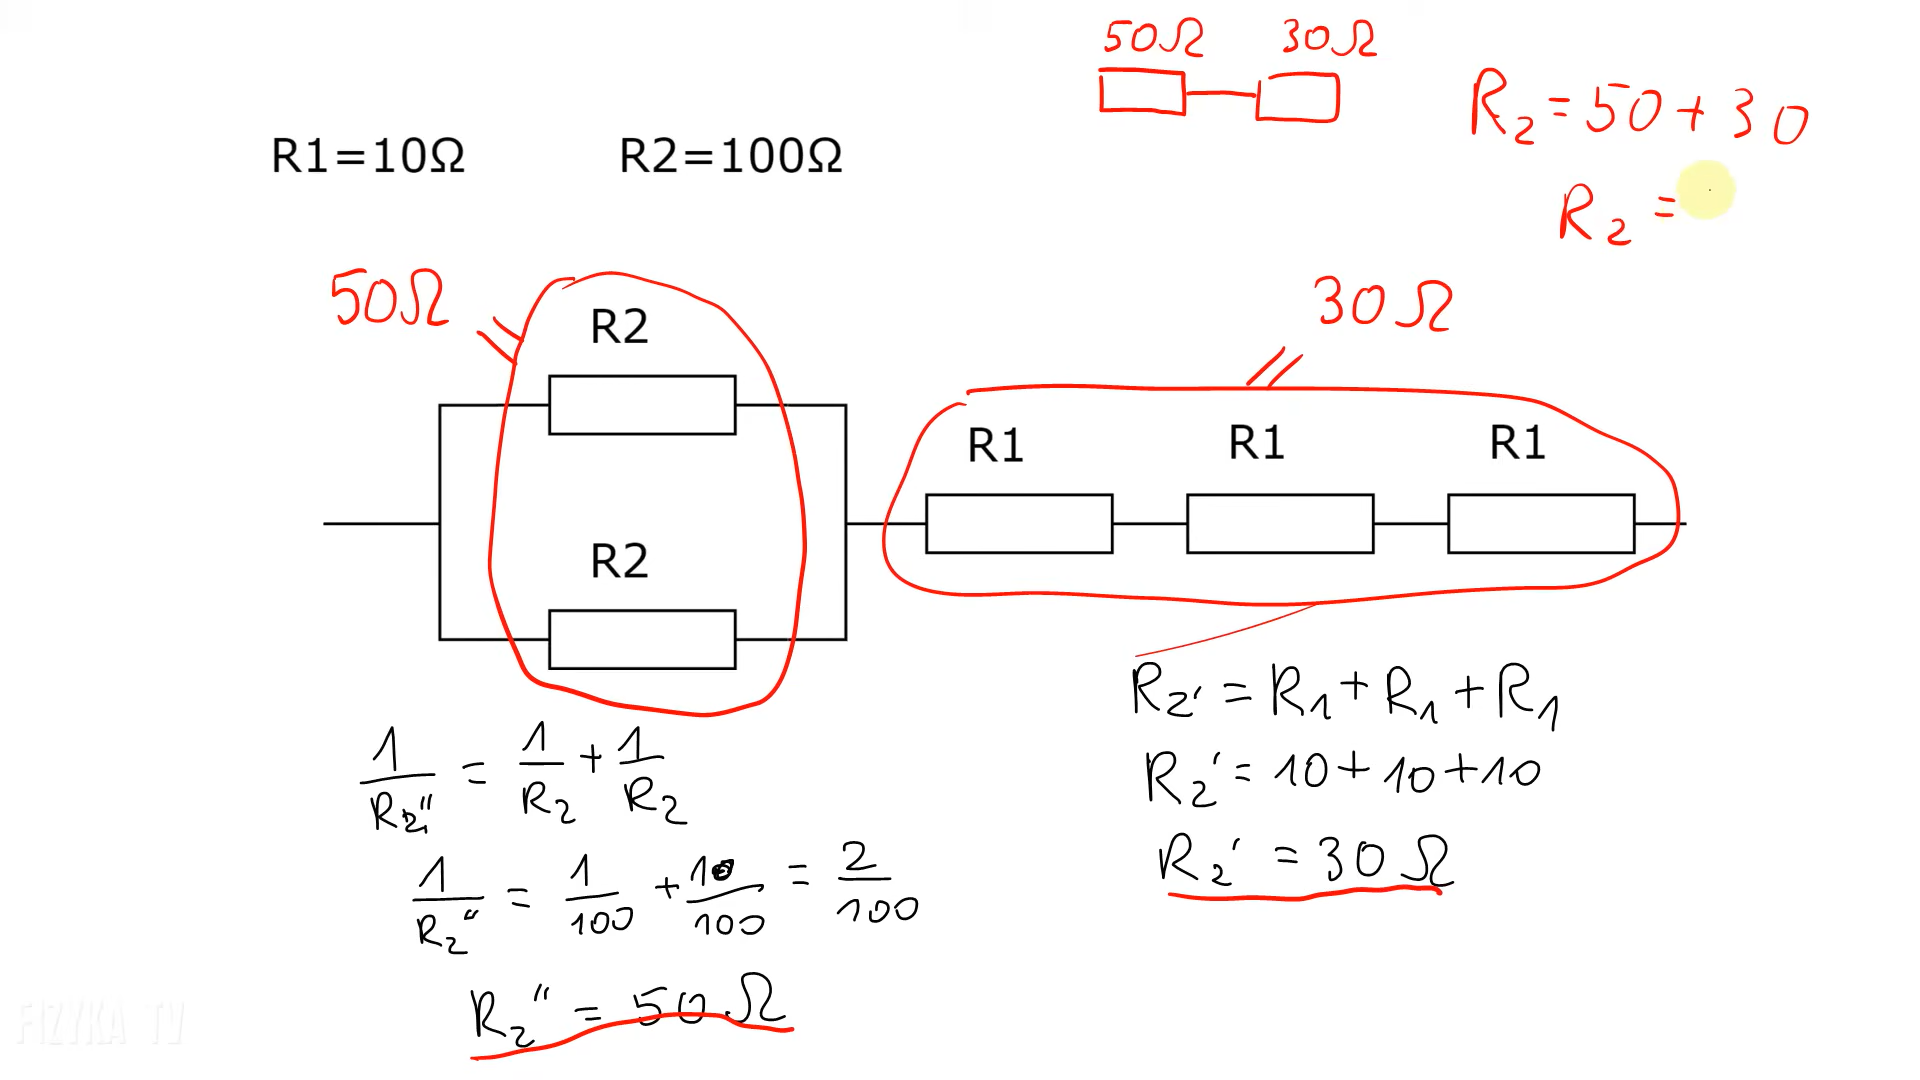 50Ω 30Ω
R2 = 50 + 30
R2 =
R1=10Ω R2=100Ω
50Ω
30Ω
R2
R1 R1 R1
R2
R2' = R1 + R1 + R1
R2' = 10 + 10 + 10
R2' = 30Ω
1/R2'' = 1/R2 + 1/R2
1/R2'' = 1/100 + 1/100 = 2/100
R2'' = 50Ω
FIZYKA TV